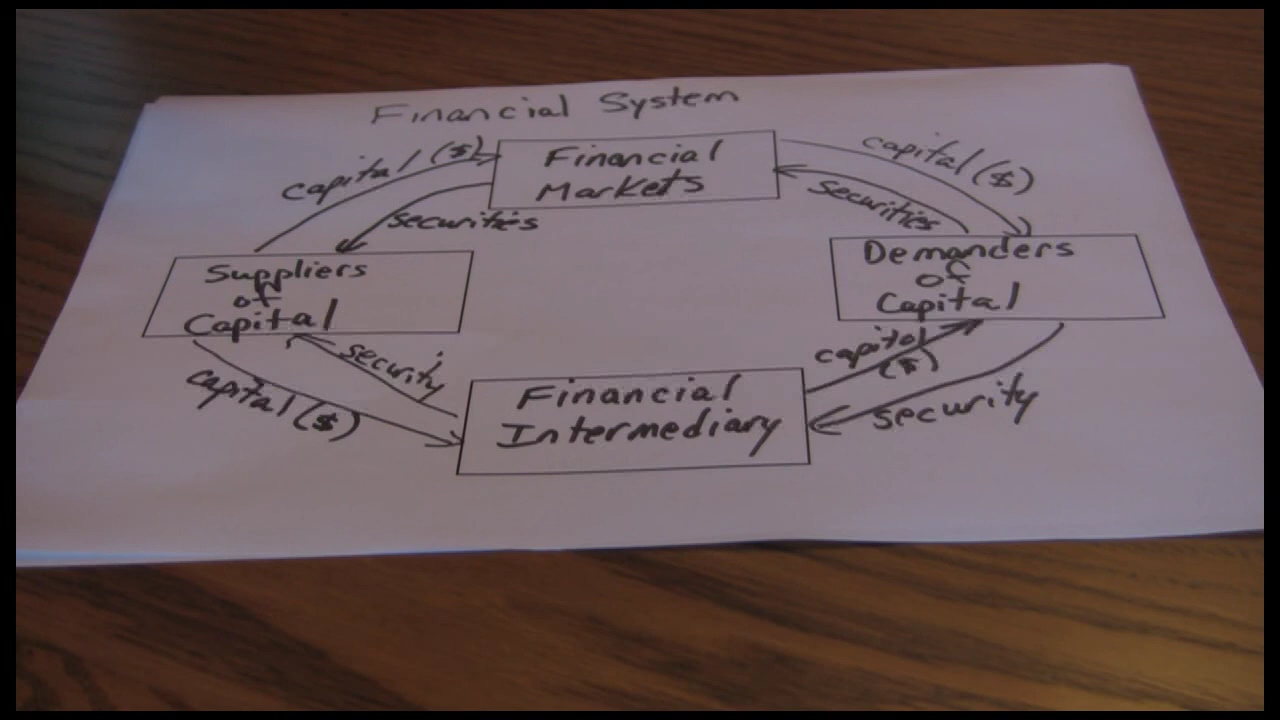 Financial System
capital ($)
Financial
Markets
capital ($)
securities
securities
Suppliers
of
Capital
Demanders
of
Capital
security
capital ($)
capital
($)
security
Financial
Intermediary